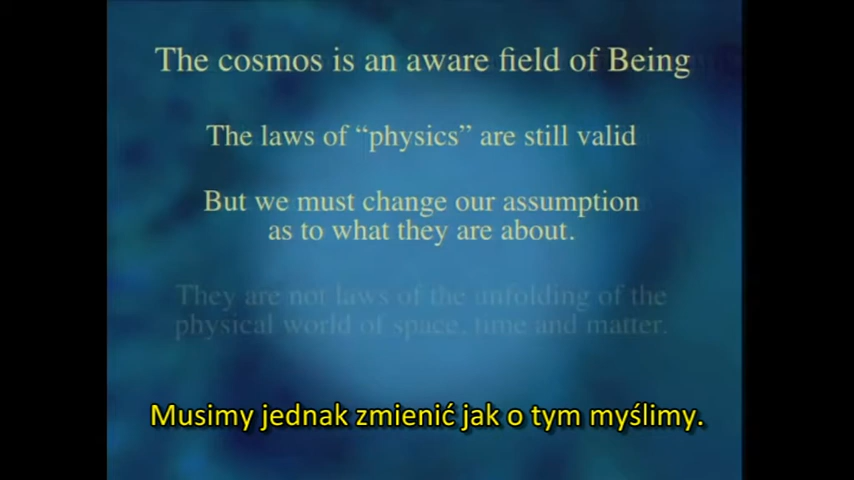 The cosmos is an aware field of Being
The laws of “physics” are still valid
But we must change our assumption
as to what they are about.
They are not laws of the unfolding of the
physical world of space, time and matter.
Musimy jednak zmienić jak o tym myślimy.